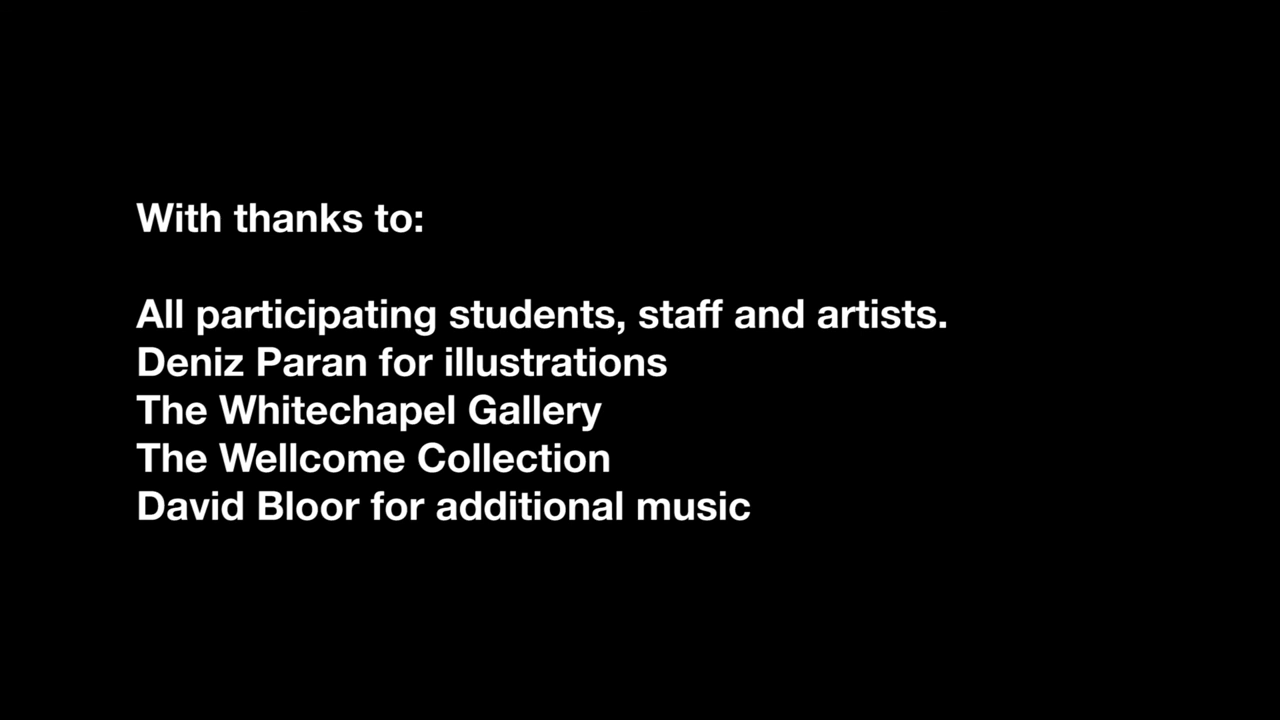 With thanks to:
All participating students, staff and artists.
Deniz Paran for illustrations
The Whitechapel Gallery
The Wellcome Collection
David Bloor for additional music